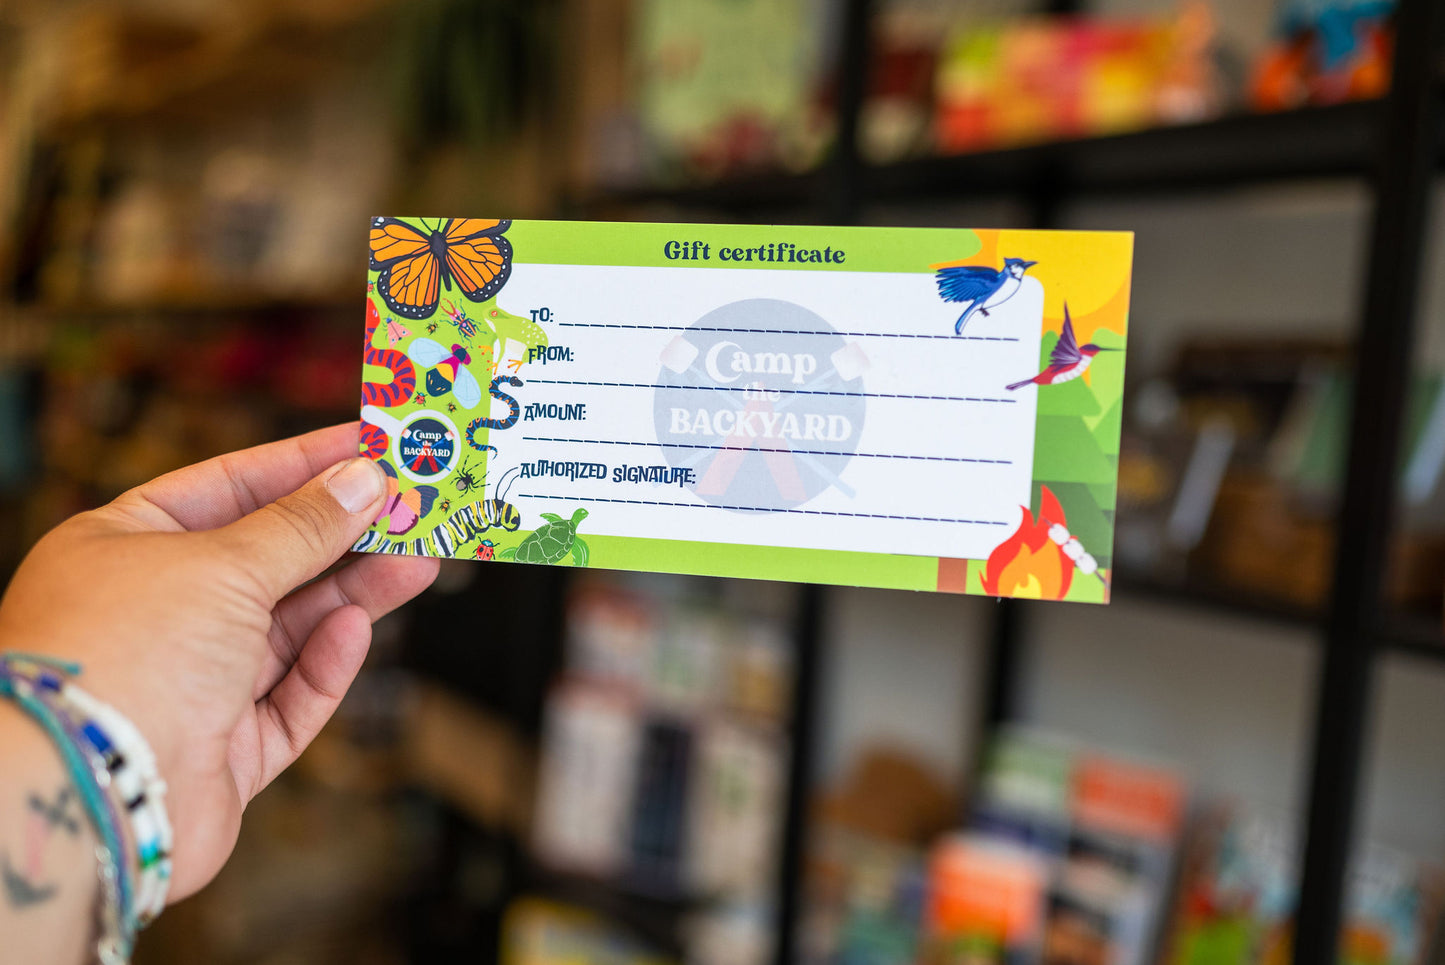 Gift certificate
TO:
FROM:
AMOUNT:
AUTHORIZED SIGNATURE:
Camp
the
BACKYARD
Camp
the
BACKYARD